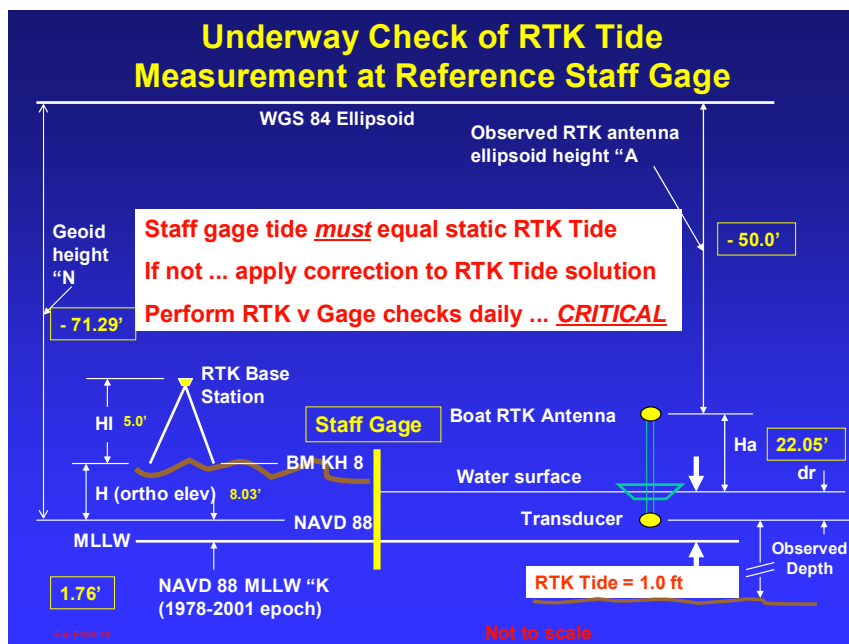 Underway Check of RTK Tide
Measurement at Reference Staff Gage
WGS 84 Ellipsoid
Observed RTK antenna
ellipsoid height “A
Geoid
height
“N
Staff gage tide must equal static RTK Tide
If not ... apply correction to RTK Tide solution
Perform RTK v Gage checks daily ... CRITICAL
- 50.0’
- 71.29’
RTK Base
Station
HI
5.0’
Staff Gage
Boat RTK Antenna
Ha
22.05’
BM KH 8
Water surface
dr
H (ortho elev)
8.03’
NAVD 88
Transducer
MLLW
Observed
Depth
1.76’
NAVD 88 MLLW “K
(1978-2001 epoch)
RTK Tide = 1.0 ft
Not to scale